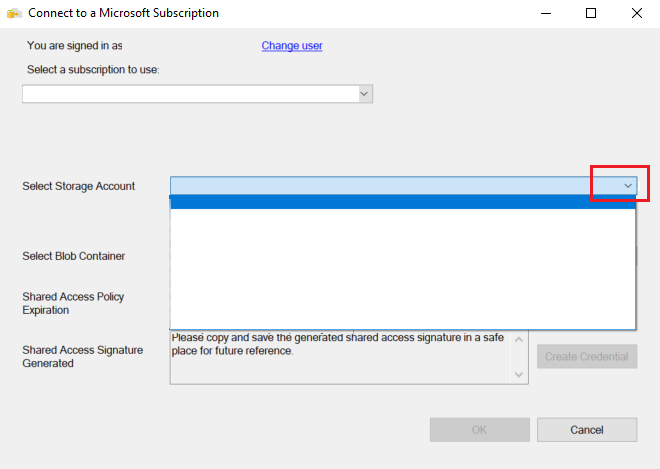 Connect to a Microsoft Subscription
You are signed in as
Change user
Select a subscription to use:
Select Storage Account
Select Blob Container
Shared Access Policy
Expiration
Shared Access Signature
Generated
Please copy and save the generated shared access signature in a safe
place for future reference.
Create Credential
OK
Cancel